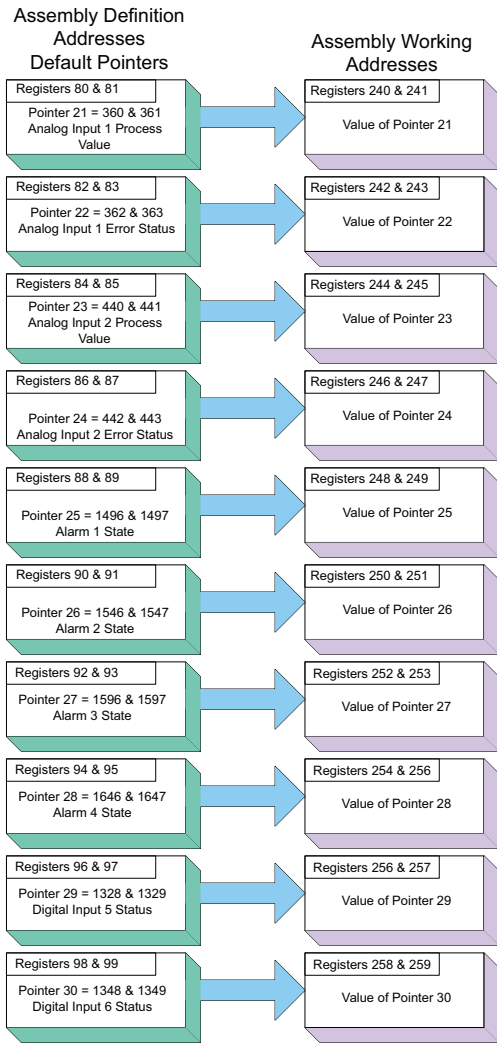 Assembly Definition
Addresses
Default Pointers
Assembly Working
Addresses
Registers 80 & 81
Pointer 21 = 360 & 361
Analog Input 1 Process
Value
Registers 240 & 241
Value of Pointer 21
Registers 82 & 83
Pointer 22 = 362 & 363
Analog Input 1 Error Status
Registers 242 & 243
Value of Pointer 22
Registers 84 & 85
Pointer 23 = 440 & 441
Analog Input 2 Process
Value
Registers 244 & 245
Value of Pointer 23
Registers 86 & 87
Pointer 24 = 442 & 443
Analog Input 2 Error Status
Registers 246 & 247
Value of Pointer 24
Registers 88 & 89
Pointer 25 = 1496 & 1497
Alarm 1 State
Registers 248 & 249
Value of Pointer 25
Registers 90 & 91
Pointer 26 = 1546 & 1547
Alarm 2 State
Registers 250 & 251
Value of Pointer 26
Registers 92 & 93
Pointer 27 = 1596 & 1597
Alarm 3 State
Registers 252 & 253
Value of Pointer 27
Registers 94 & 95
Pointer 28 = 1646 & 1647
Alarm 4 State
Registers 254 & 256
Value of Pointer 28
Registers 96 & 97
Pointer 29 = 1328 & 1329
Digital Input 5 Status
Registers 256 & 257
Value of Pointer 29
Registers 98 & 99
Pointer 30 = 1348 & 1349
Digital Input 6 Status
Registers 258 & 259
Value of Pointer 30